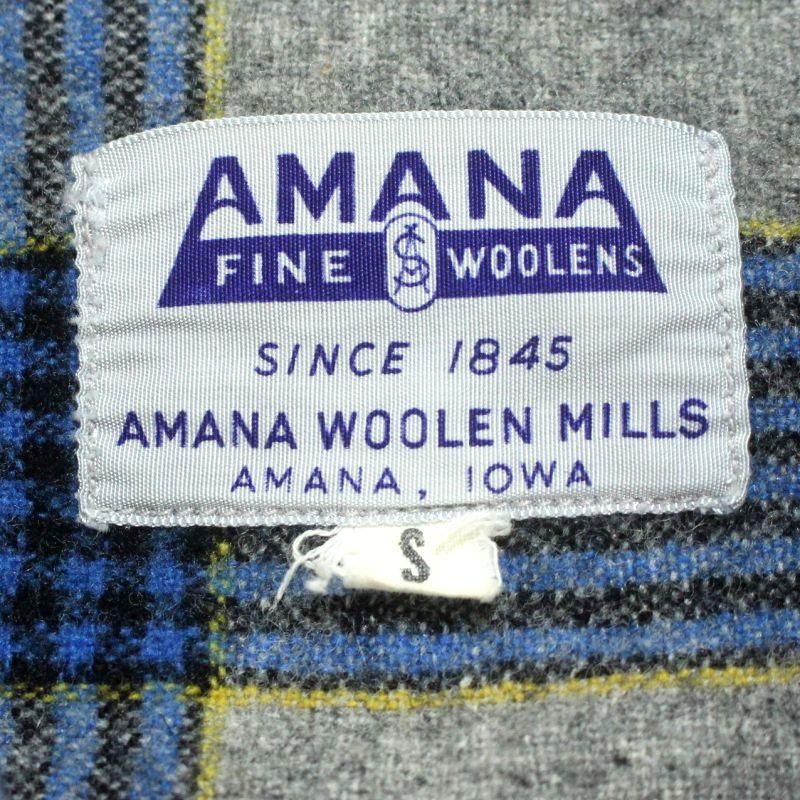 AMANA
FINE WOOLENS
SINCE 1845
AMANA WOOLEN MILLS
AMANA, IOWA
S